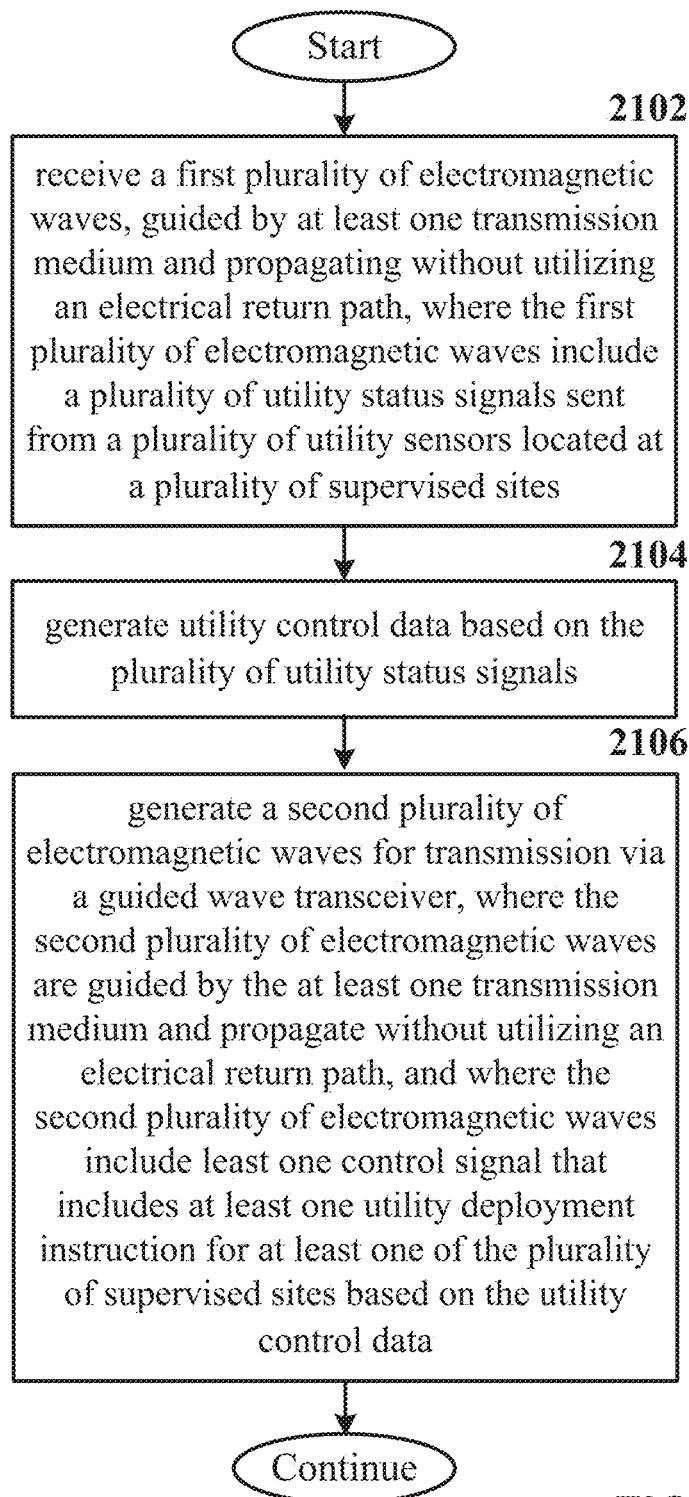 Start
2102
receive a first plurality of electromagnetic
waves, guided by at least one transmission
medium and propagating without utilizing
an electrical return path, where the first
plurality of electromagnetic waves include
a plurality of utility status signals sent
from a plurality of utility sensors located at
a plurality of supervised sites
2104
generate utility control data based on the
plurality of utility status signals
2106
generate a second plurality of
electromagnetic waves for transmission via
a guided wave transceiver, where the
second plurality of electromagnetic waves
are guided by the at least one transmission
medium and propagate without utilizing an
electrical return path, and where the
second plurality of electromagnetic waves
include least one control signal that
includes at least one utility deployment
instruction for at least one of the plurality
of supervised sites based on the utility
control data
Continue